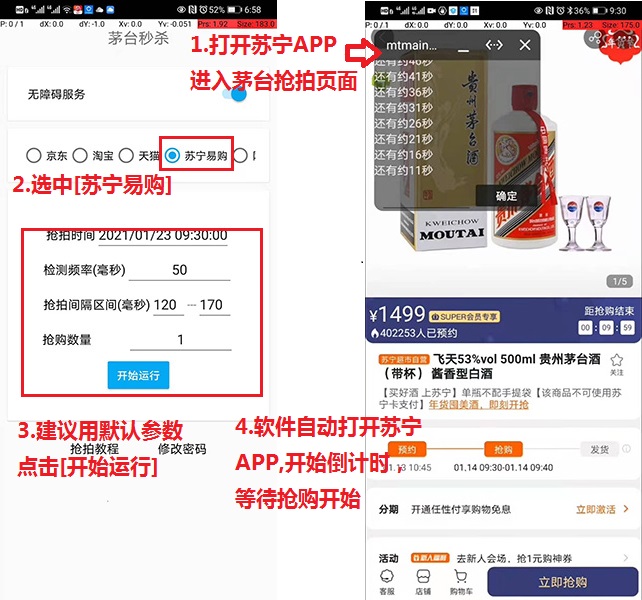 6:58
52%
P: 0 / 1
dX: 0.0
dY: 0.0
Xv: 0.0
Yv: -0.051
Prs: 1.92
Size: 183.0
茅台秒杀
1.打开苏宁APP
进入茅台抢拍页面
无障碍服务
京东
淘宝
天猫
苏宁易购
2.选中[苏宁易购]
抢拍时间 2021/01/23 09:30:00
检测频率(毫秒) 50
抢拍间隔区间(毫秒) 120 --- 170
抢购数量 1
开始运行
3.建议用默认参数
点击[开始运行]
抢拍教程
修改密码
4.软件自动打开苏宁
APP,开始倒计时，
等待抢购开始
36%
9:30
P: 0 / 1
dX: 0.0
dY: 0.0
Xv: 0.0
Yv: 0.0
Prs: 1.23
Size: 175.0
mtmain...
还有约46秒
还有约41秒
还有约36秒
还有约31秒
还有约26秒
还有约21秒
还有约16秒
还有约11秒
确定
贵州茅台酒
KWEICHOW
MOUTAI
1/5
¥1499
SUPER会员专享
402253人已预约
距抢购结束
00 : 09 : 59
苏宁超市自营 飞天53%vol 500ml 贵州茅台酒
（带杯） 酱香型白酒
关注
【买好酒 上苏宁】单瓶不配手提袋【该商品不可使用苏
宁卡支付】年货囤美酒，即刻开抢
预约
抢购
发货
.13 10:45
01.14 09:30-01.14 09:40
分期
开通任性付享购物免息
立即激活
活动
新人福利
去新人会场，抢1元购神券
客服
店铺
购物车
立即抢购